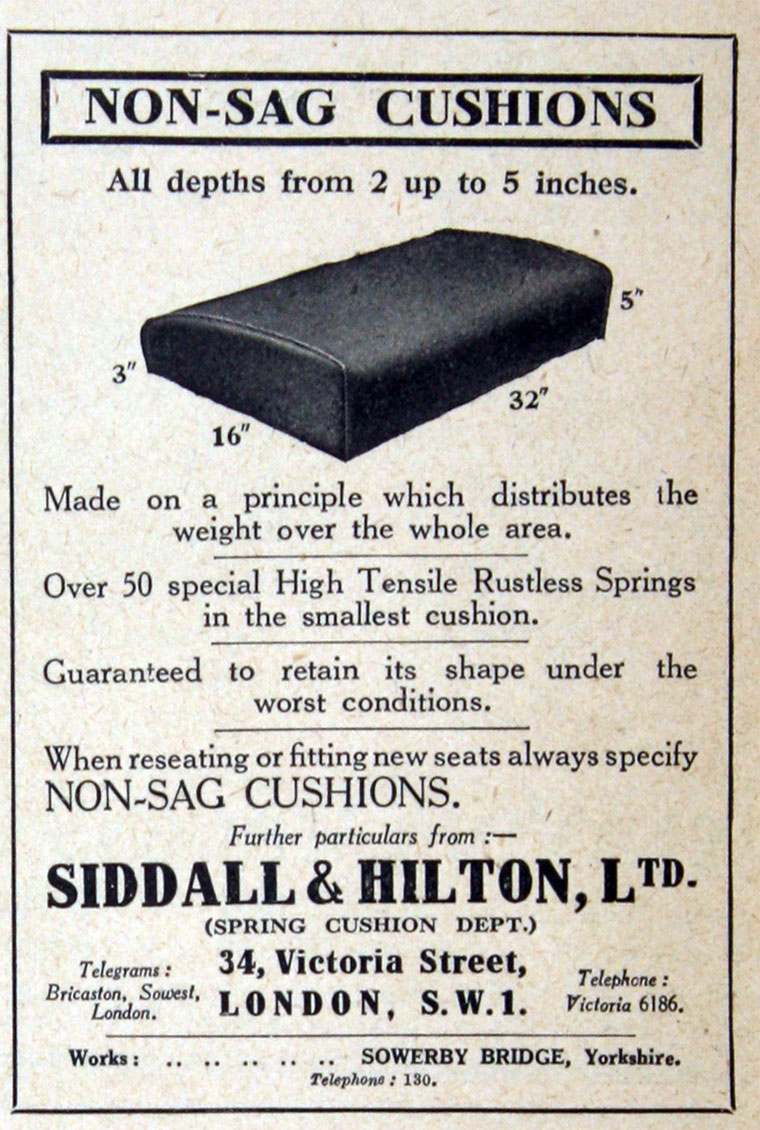 NON-SAG CUSHIONS
All depths from 2 up to 5 inches.
5"
3"
32"
16"
Made on a principle which distributes the
weight over the whole area.
Over 50 special High Tensile Rustless Springs
in the smallest cushion.
Guaranteed to retain its shape under the
worst conditions.
When reseating or fitting new seats always specify
NON-SAG CUSHIONS.
Further particulars from :—
SIDDALL & HILTON, LTD.
(SPRING CUSHION DEPT.)
Telegrams :
Bricaston, Sowest,
London.
34, Victoria Street,
LONDON, S.W.1.
Telephone :
Victoria 6186.
Works : .. .. .. .. .. SOWERBY BRIDGE, Yorkshire.
Telephone : 130.